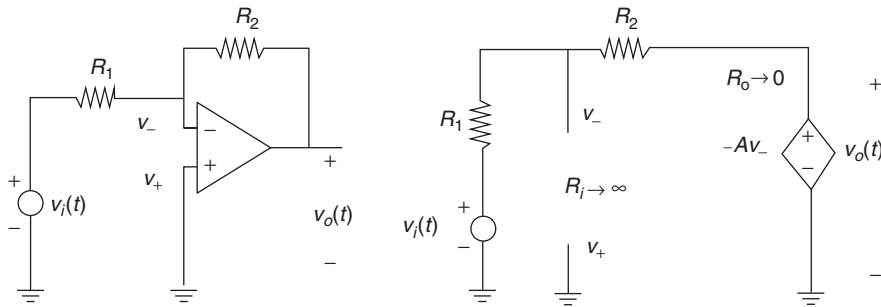 R₂
R₁
v₋
−
v₊
+
+
vᵢ(t)
−
+
vₒ(t)
−
R₂
R₁
v₋
Rᵢ→∞
v₊
+
vᵢ(t)
−
Rₒ→0
−Av₋
+
−
+
vₒ(t)
−